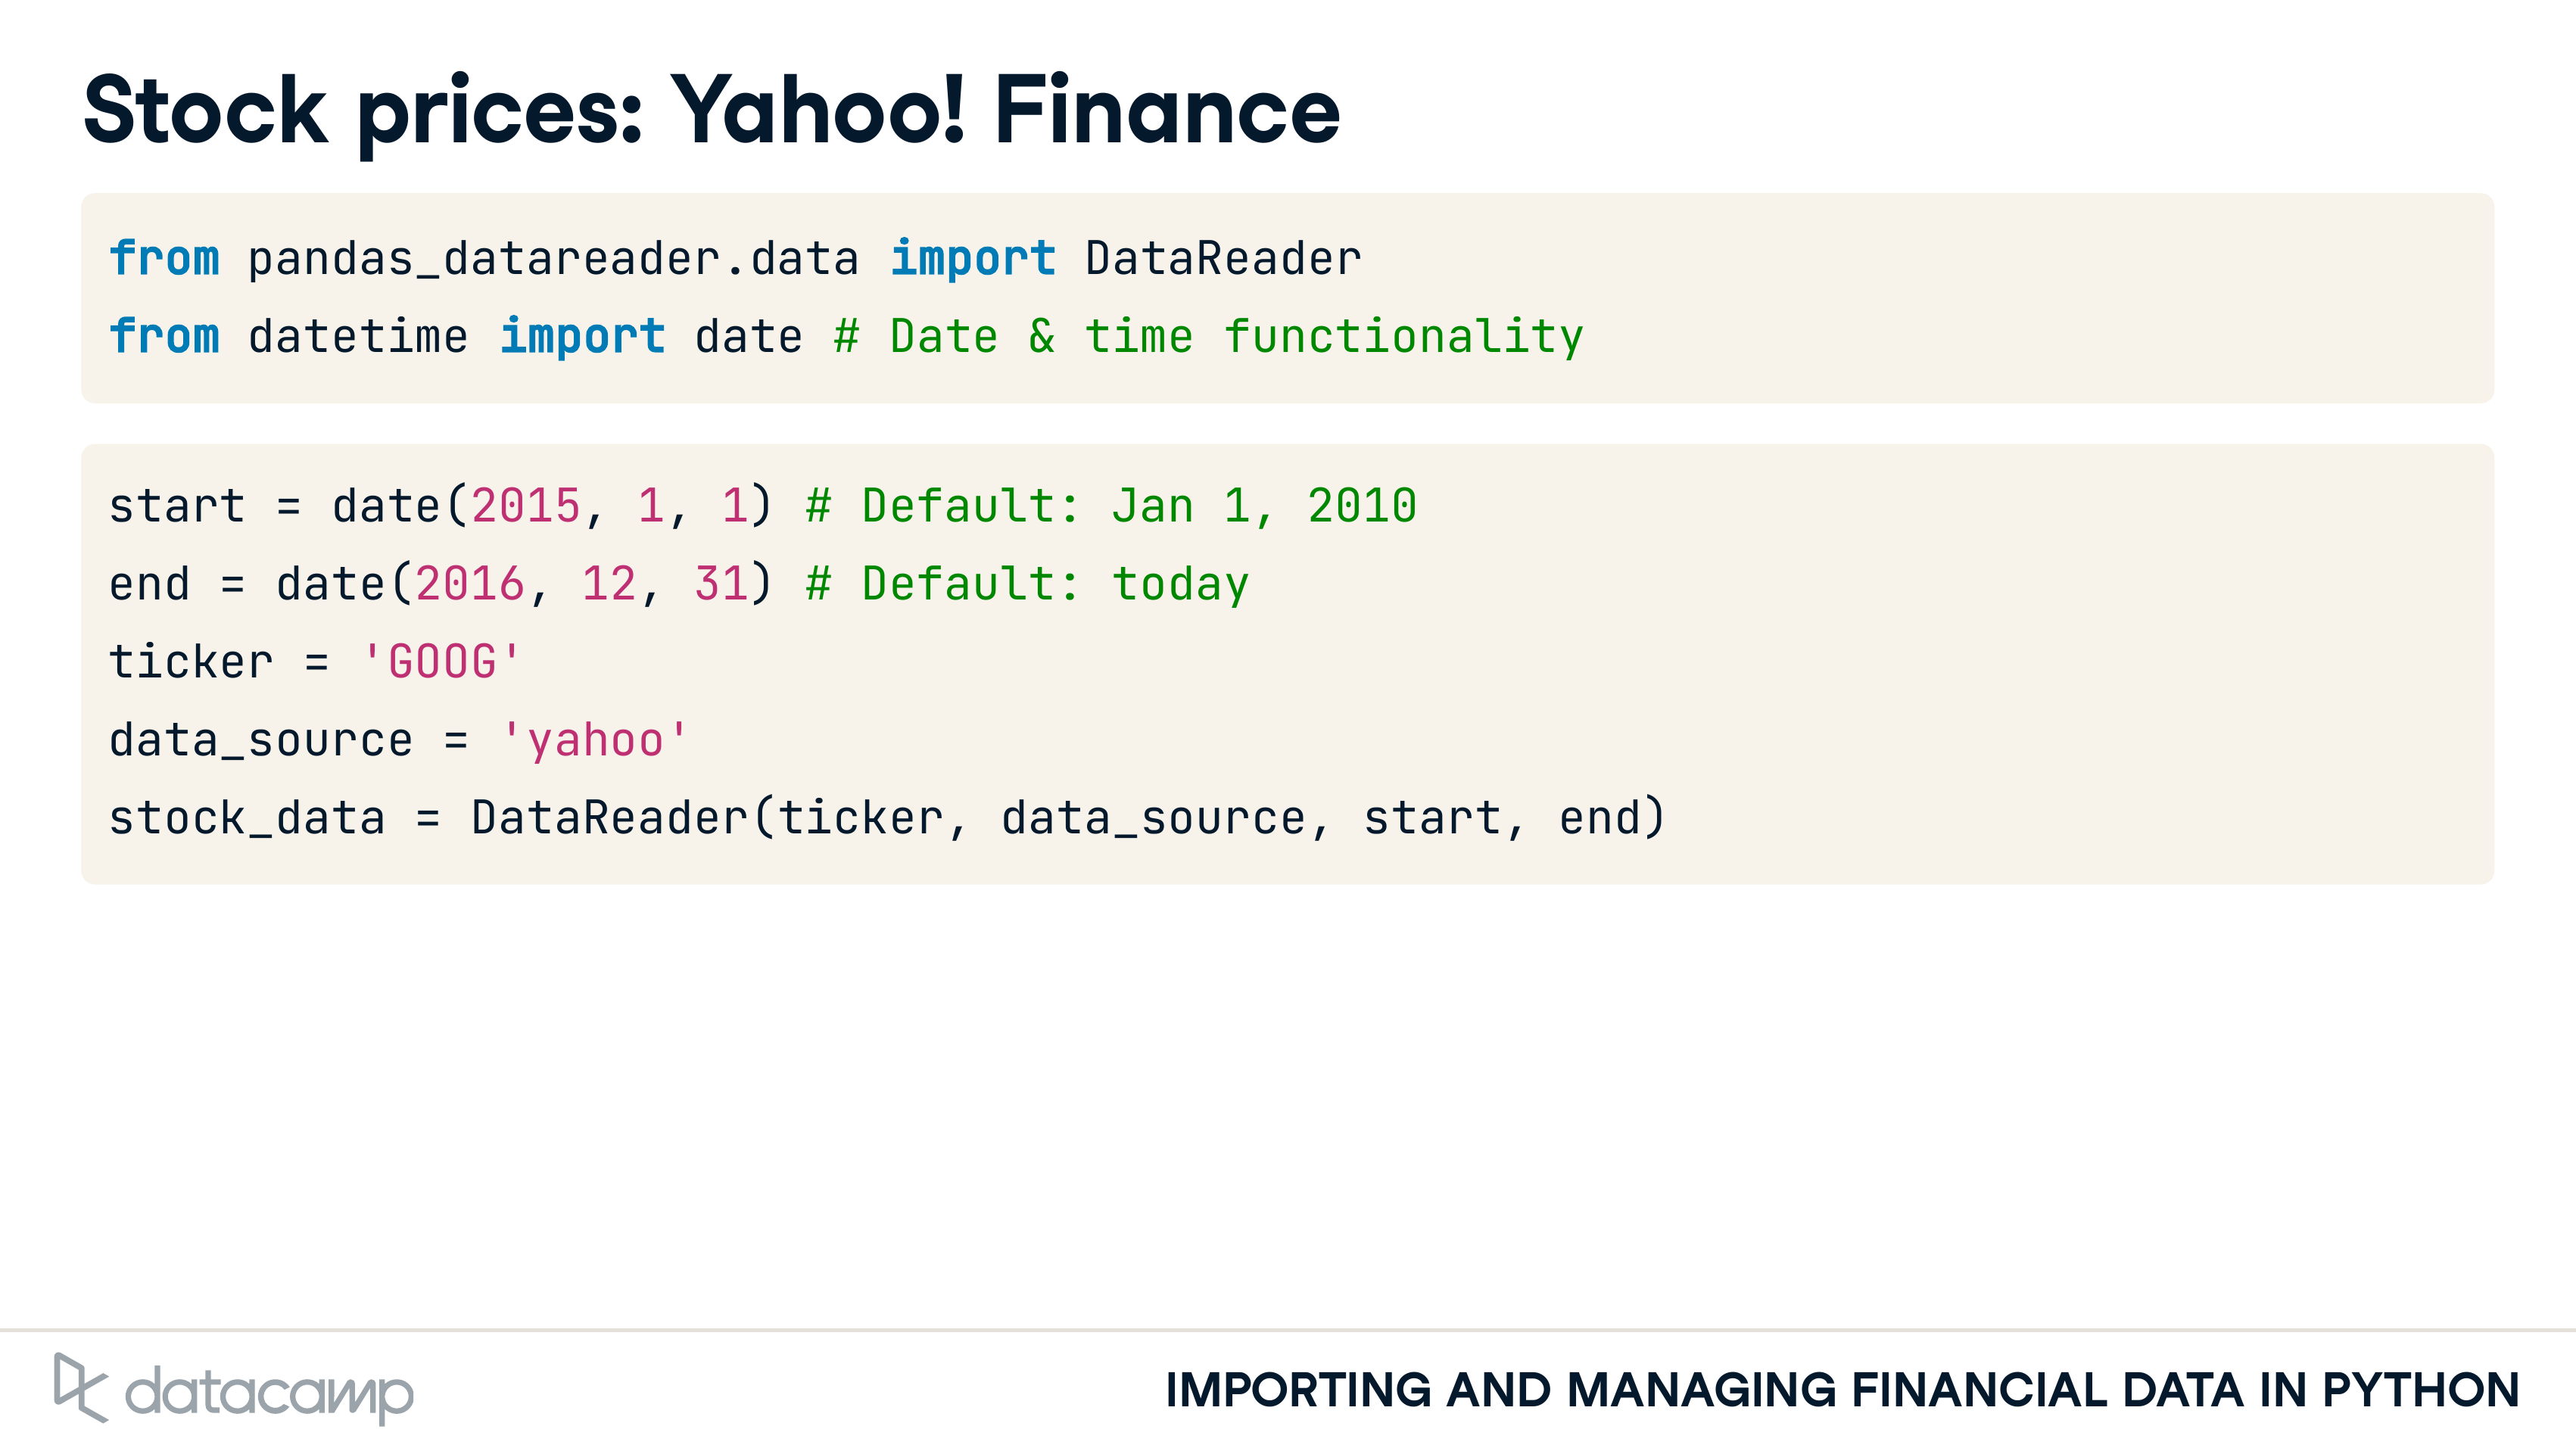 Stock prices: Yahoo! Finance
from pandas_datareader.data import DataReader
from datetime import date # Date & time functionality
start = date(2015, 1, 1) # Default: Jan 1, 2010
end = date(2016, 12, 31) # Default: today
ticker = 'GOOG'
data_source = 'yahoo'
stock_data = DataReader(ticker, data_source, start, end)
datacamp
IMPORTING AND MANAGING FINANCIAL DATA IN PYTHON